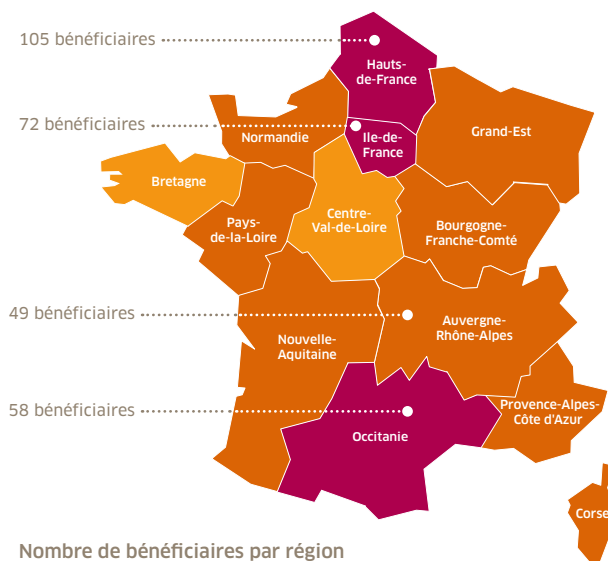 105 bénéficiaires
Hauts-
de-France
72 bénéficiaires
Normandie
Ile-de-
France
Grand-Est
Bretagne
Pays-
de-la-Loire
Centre-
Val-de-Loire
Bourgogne-
Franche-Comté
49 bénéficiaires
Auvergne-
Rhône-Alpes
Nouvelle-
Aquitaine
58 bénéficiaires
Occitanie
Provence-Alpes-
Côte d'Azur
Corse
Nombre de bénéficiaires par région